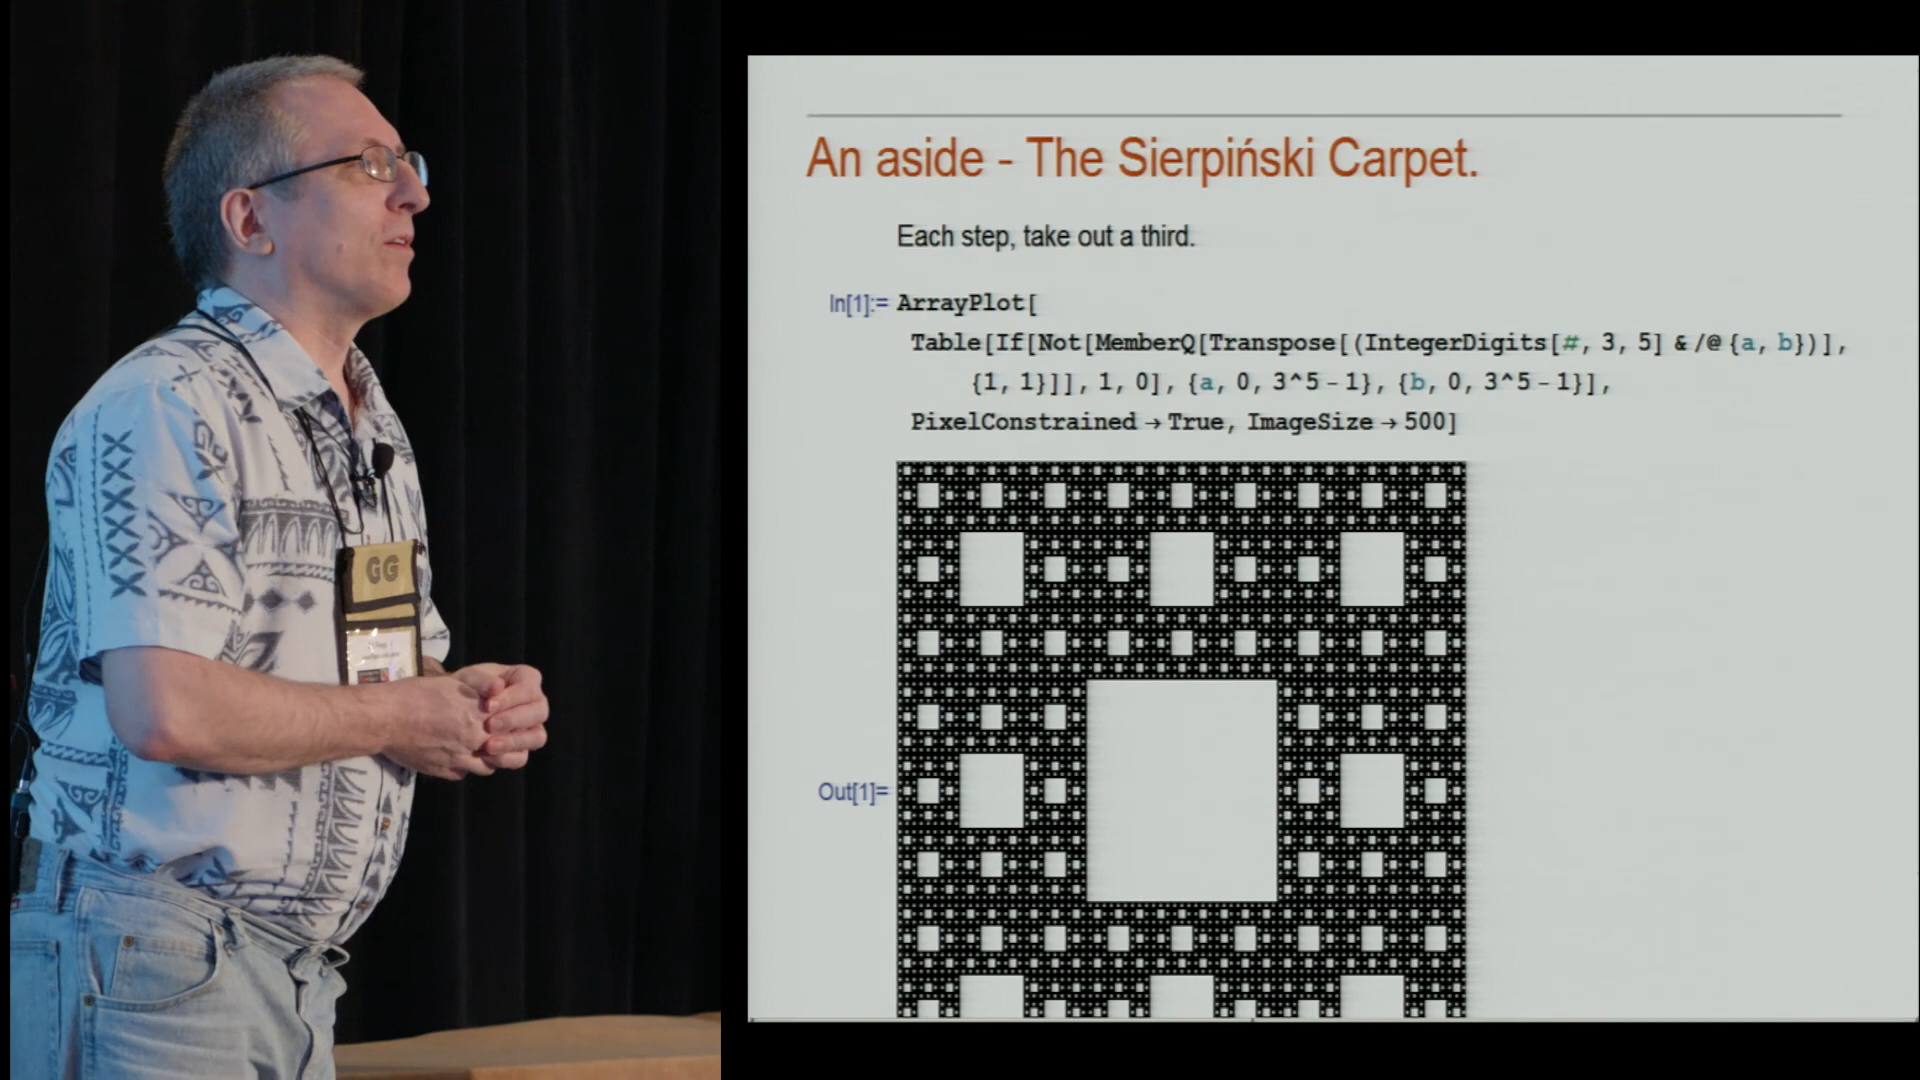 An aside - The Sierpiński Carpet.
Each step, take out a third.
In[1]:= ArrayPlot[
Table[If[Not[MemberQ[Transpose[(IntegerDigits[#, 3, 5] & /@ {a, b})],
{1, 1}]], 1, 0], {a, 0, 3^5 - 1}, {b, 0, 3^5 - 1}],
PixelConstrained → True, ImageSize → 500]
Out[1]=
GG